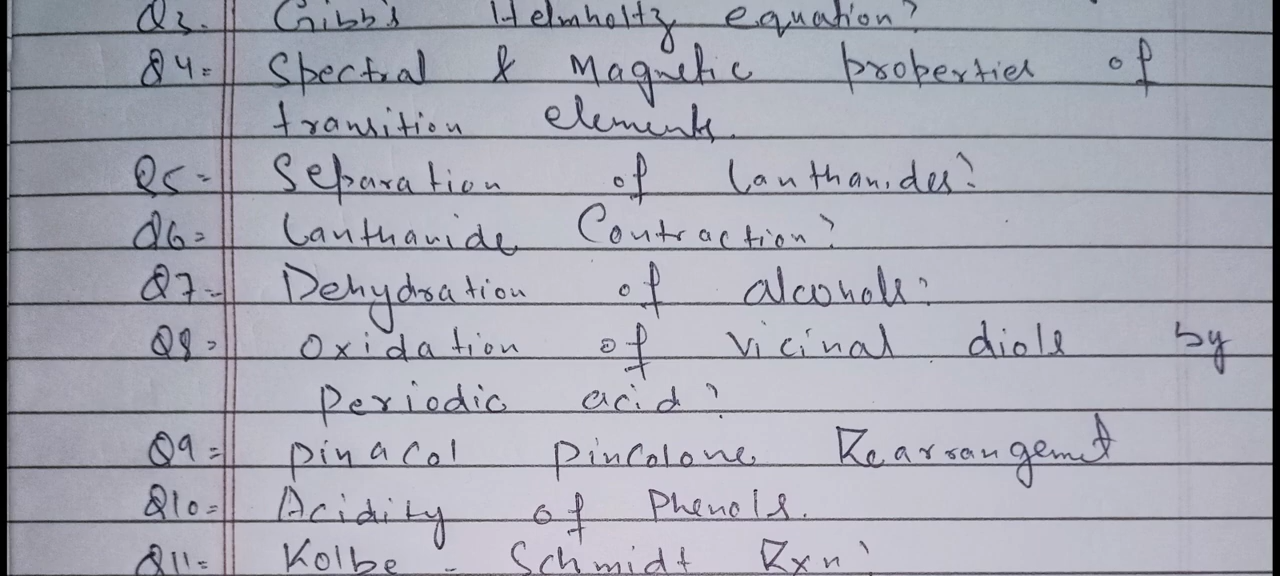 Q3. Gibb's Helmholtz equation?
Q4= Spectral & Magnetic properties of
transition elements.
Q5= Separation of Lanthanides?
Q6= Lanthanide Contraction?
Q7= Dehydration of alcohols?
Q8= Oxidation of vicinal diols by
periodic acid?
Q9= pinacol pincolone Rearrangemt
Q10= Acidity of Phenols.
Q11= Kolbe - Schmidt Rxn?